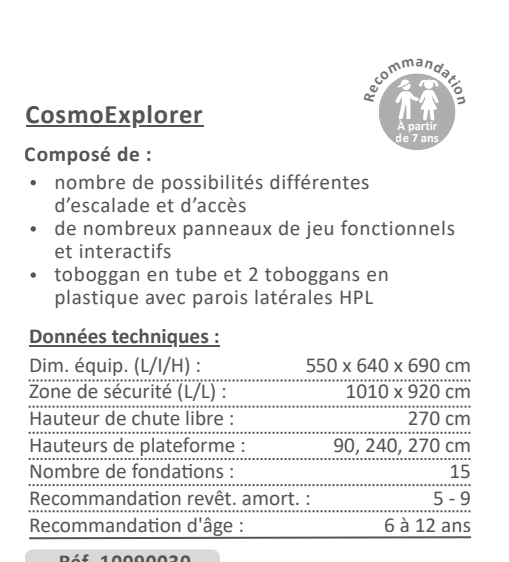 Recommandation
À partir
de 7 ans
CosmoExplorer
Composé de :
• nombre de possibilités différentes
d'escalade et d'accès
• de nombreux panneaux de jeu fonctionnels
et interactifs
• toboggan en tube et 2 toboggans en
plastique avec parois latérales HPL
Données techniques :
Dim. équip. (L/l/H) : 550 x 640 x 690 cm
Zone de sécurité (L/L) : 1010 x 920 cm
Hauteur de chute libre : 270 cm
Hauteurs de plateforme : 90, 240, 270 cm
Nombre de fondations : 15
Recommandation revêt. amort. : 5 - 9
Recommandation d'âge : 6 à 12 ans
Réf. 10090030